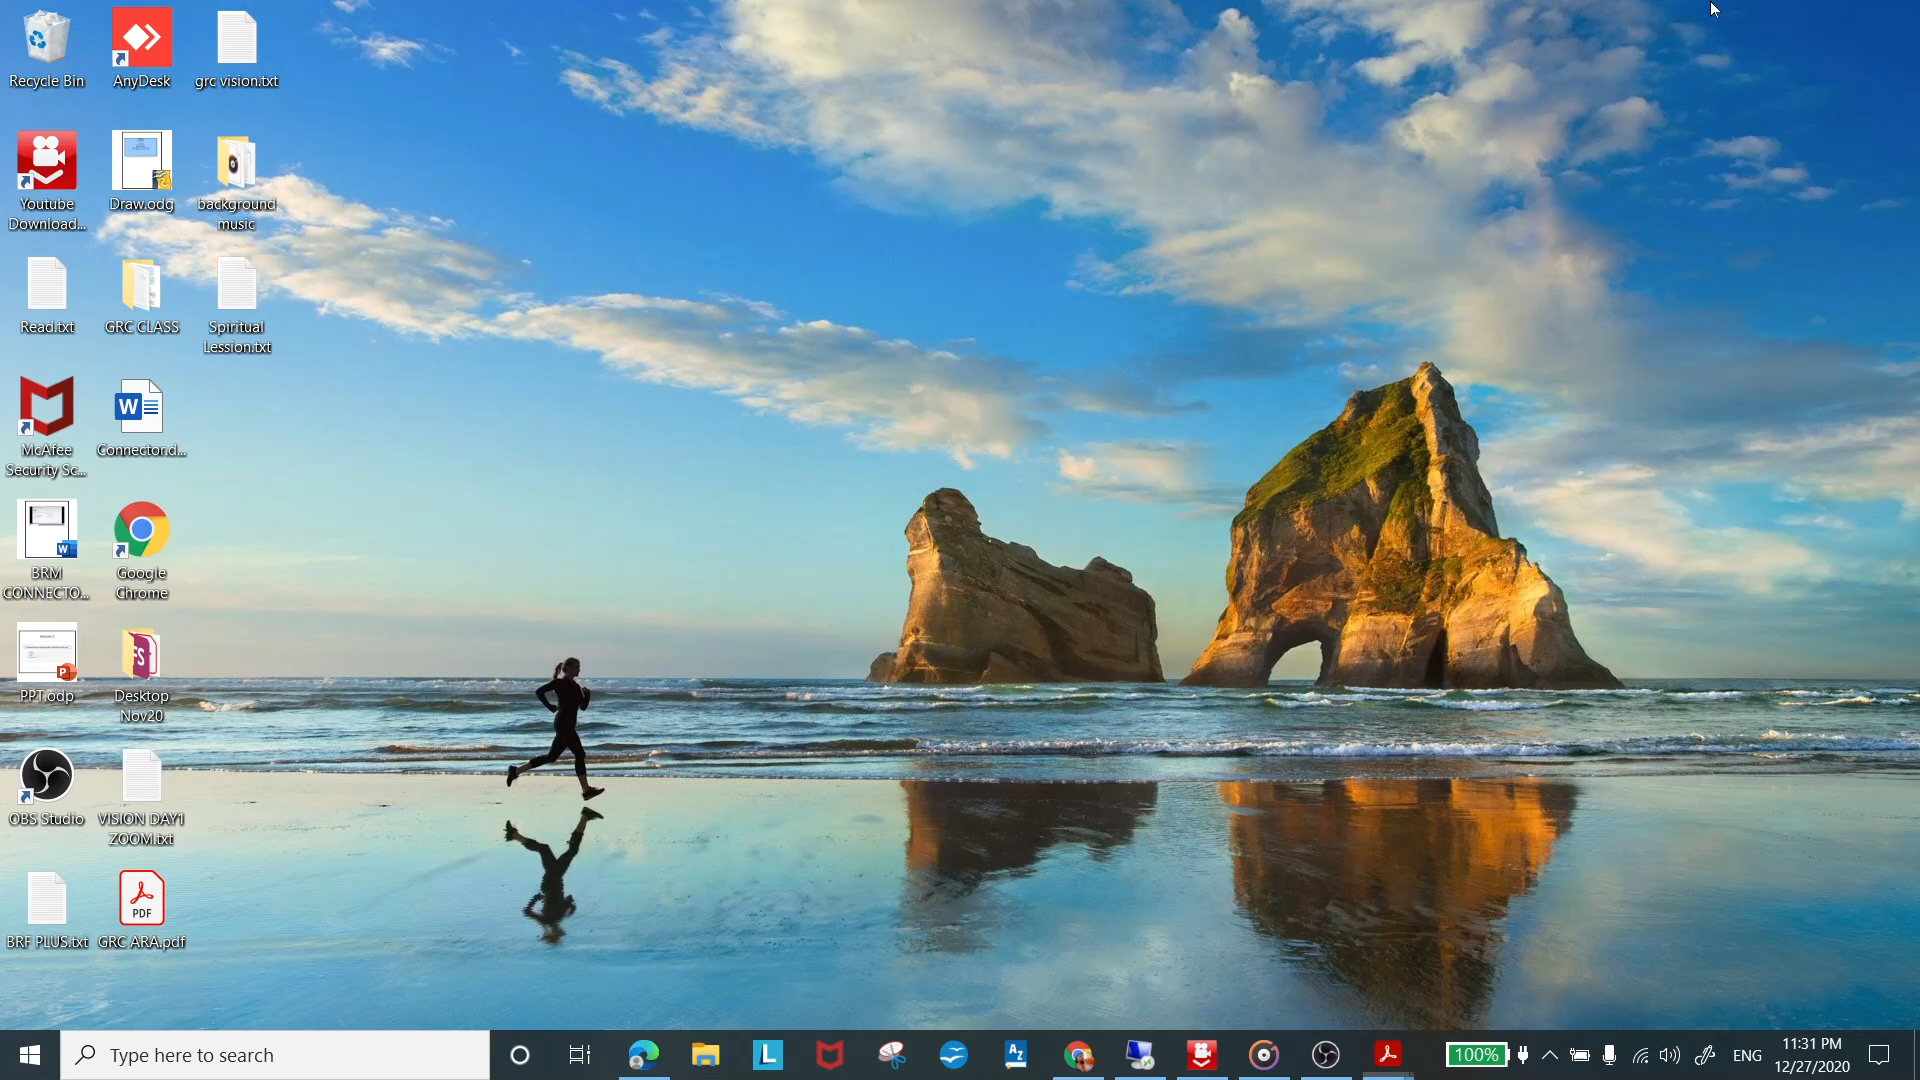 Recycle Bin
AnyDesk
grc vision.txt
Youtube
Download...
Draw.odg
background
music
Read.txt
GRC CLASS
Spiritual
Lession.txt
McAfee
Security Sc...
Connector.d...
BRM
CONNECTO...
Google
Chrome
PPT.odp
Desktop
Nov20
OBS Studio
VISION DAY1
ZOOM.txt
BRF PLUS.txt
PDF
GRC ARA.pdf
Type here to search
100%
ENG
11:31 PM
12/27/2020